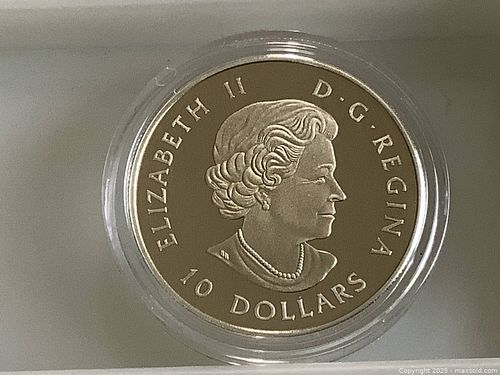 ELIZABETH II D·G·REGINA
10 DOLLARS
Copyright 2025 - maxsold.com